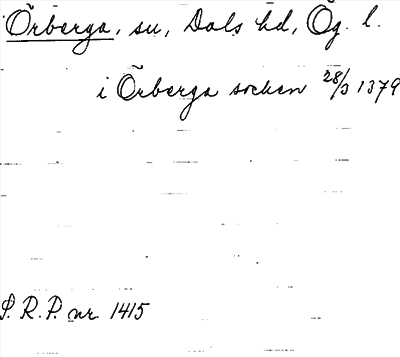 Örberga, sn, Dals hd, Ög. l.
i Örberga socken 28/3 1379
S. R. P. nr 1415